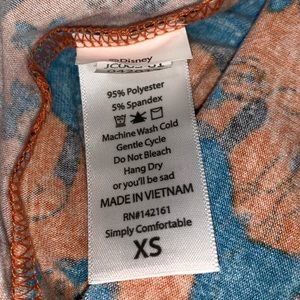 ©Disney
95% Polyester
5% Spandex
Machine Wash Cold
Gentle Cycle
Do Not Bleach
Hang Dry
or you'll be sad
MADE IN VIETNAM
RN#142161
Simply Comfortable
XS